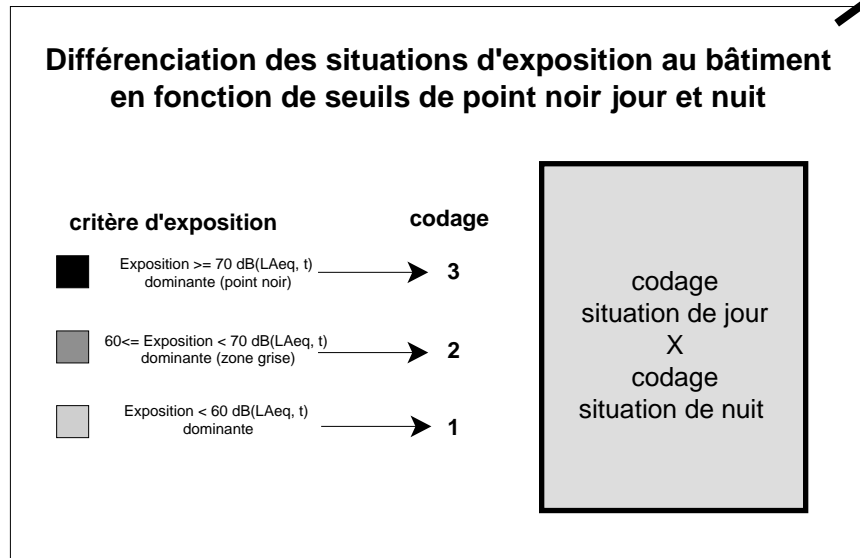 Différenciation des situations d'exposition au bâtiment
en fonction de seuils de point noir jour et nuit
critère d'exposition
codage
Exposition >= 70 dB(LAeq, t)
dominante (point noir)
3
60<= Exposition < 70 dB(LAeq, t)
dominante (zone grise)
2
Exposition < 60 dB(LAeq, t)
dominante
1
codage
situation de jour
X
codage
situation de nuit